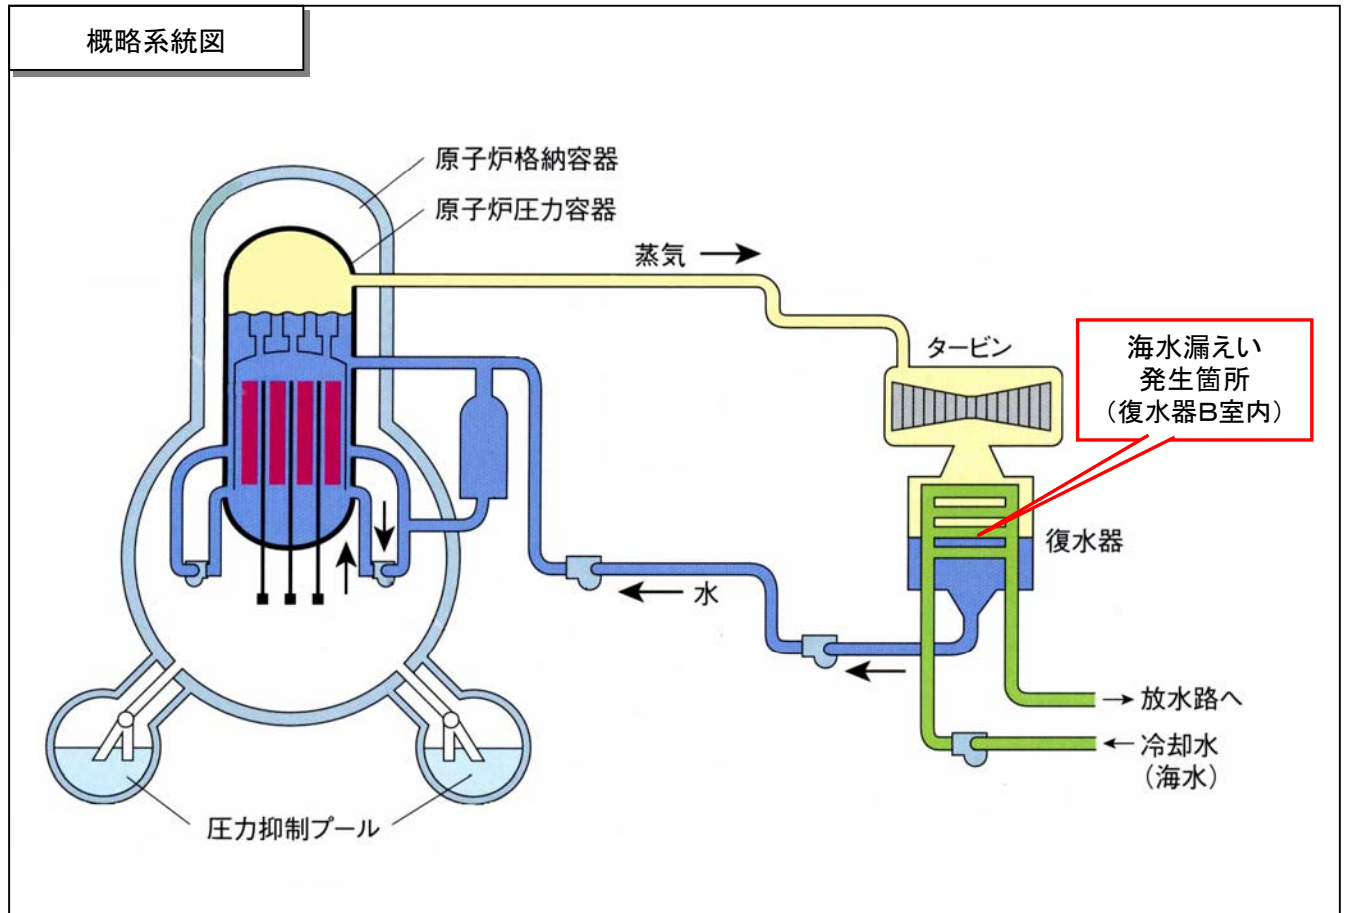 概略系統図
原子炉格納容器
原子炉圧力容器
蒸気
タービン
海水漏えい
発生箇所
（復水器Ｂ室内）
復水器
水
放水路へ
冷却水
（海水）
圧力抑制プール